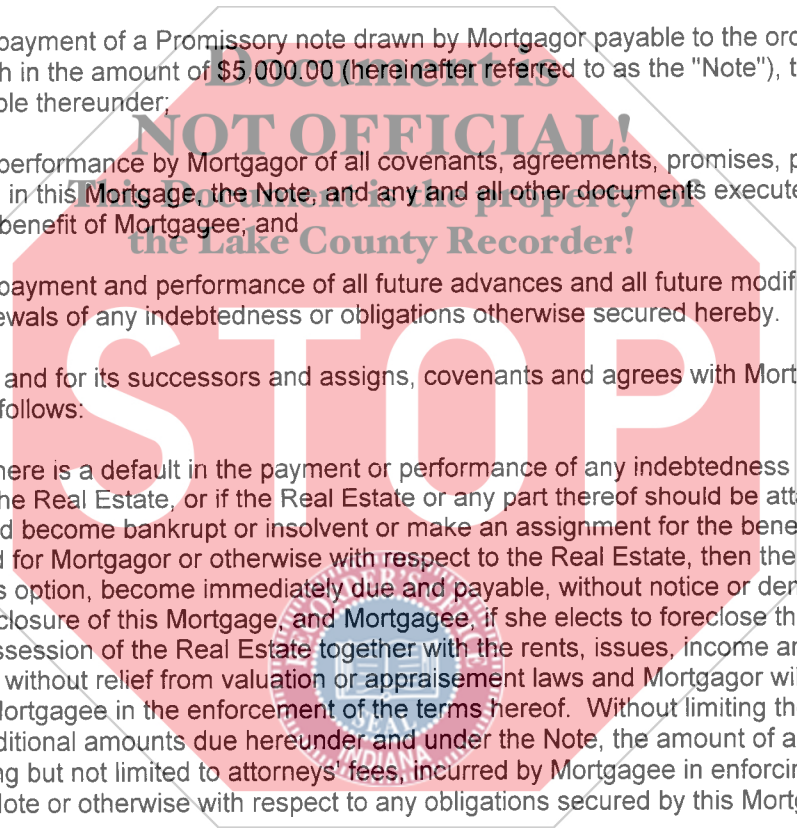 payment of a Promissory note drawn by Mortgagor payable to the ord
h in the amount of $5,000.00 (hereinafter referred to as the "Note"), t
ble thereunder;
Document is
NOT OFFICIAL!
performance by Mortgagor of all covenants, agreements, promises, p
in this Mortgage, the Note, and any and all other documents execute
This Document is the property of
benefit of Mortgagee; and
the Lake County Recorder!
payment and performance of all future advances and all future modif
ewals of any indebtedness or obligations otherwise secured hereby.
STOP
and for its successors and assigns, covenants and agrees with Mort
follows:
here is a default in the payment or performance of any indebtedness
he Real Estate, or if the Real Estate or any part thereof should be att
d become bankrupt or insolvent or make an assignment for the bene
d for Mortgagor or otherwise with respect to the Real Estate, then the
s option, become immediately due and payable, without notice or der
closure of this Mortgage, and Mortgagee, if she elects to foreclose th
ssession of the Real Estate together with the rents, issues, income an
without relief from valuation or appraisement laws and Mortgagor wi
Mortgagee in the enforcement of the terms hereof. Without limiting th
ditional amounts due hereunder and under the Note, the amount of a
ng but not limited to attorneys' fees, incurred by Mortgagee in enforcin
Note or otherwise with respect to any obligations secured by this Mortg
RECORDER'S OFFICE
SEAL
INDIANA